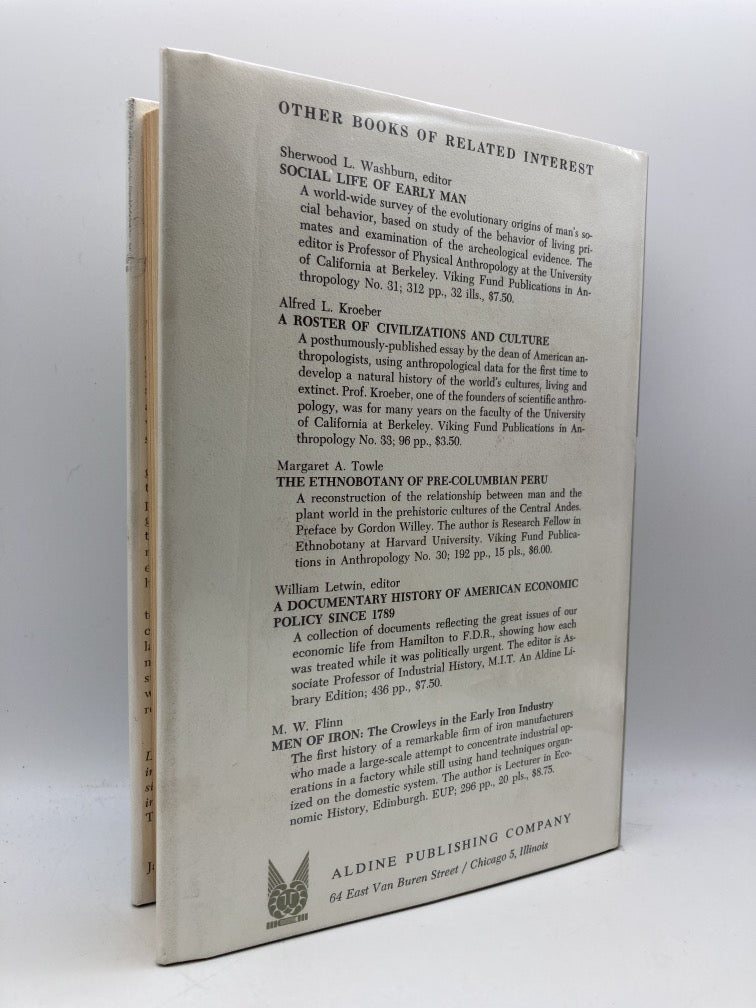 OTHER BOOKS OF RELATED INTEREST
Sherwood L. Washburn, editor
SOCIAL LIFE OF EARLY MAN
A world-wide survey of the evolutionary origins of man's so-
cial behavior, based on study of the behavior of living pri-
mates and examination of the archeological evidence. The
editor is Professor of Physical Anthropology at the University
of California at Berkeley. Viking Fund Publications in An-
thropology No. 31; 312 pp., 32 ills., $7.50.
Alfred L. Kroeber
A ROSTER OF CIVILIZATIONS AND CULTURE
A posthumously-published essay by the dean of American an-
thropologists, using anthropological data for the first time to
develop a natural history of the world's cultures, living and
extinct. Prof. Kroeber, one of the founders of scientific anthro-
pology, was for many years on the faculty of the University
of California at Berkeley. Viking Fund Publications in An-
thropology No. 33; 96 pp., $3.50.
Margaret A. Towle
THE ETHNOBOTANY OF PRE-COLUMBIAN PERU
A reconstruction of the relationship between man and the
plant world in the prehistoric cultures of the Central Andes.
Preface by Gordon Willey. The author is Research Fellow in
Ethnobotany at Harvard University. Viking Fund Publica-
tions in Anthropology No. 30; 192 pp., 15 pls., $6.00.
William Letwin, editor
A DOCUMENTARY HISTORY OF AMERICAN ECONOMIC
POLICY SINCE 1789
A collection of documents reflecting the great issues of our
economic life from Hamilton to F.D.R., showing how each
was treated while it was politically urgent. The editor is As-
sociate Professor of Industrial History, M.I.T. An Aldine Li-
brary Edition; 436 pp., $7.50.
M. W. Flinn
MEN OF IRON: The Crowleys in the Early Iron Industry
The first history of a remarkable firm of iron manufacturers
who made a large-scale attempt to concentrate industrial op-
erations in a factory while still using hand techniques organ-
ized on the domestic system. The author is Lecturer in Eco-
nomic History, Edinburgh. EUP; 296 pp., 20 pls., $8.75.
ALDINE PUBLISHING COMPANY
64 East Van Buren Street / Chicago 5, Illinois